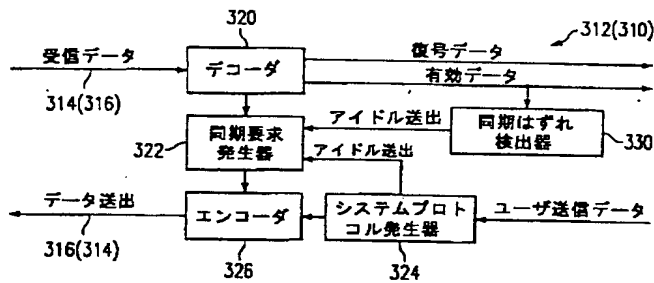 320
312(310)
受信データ
デコーダ
復号データ
有効データ
314(316)
アイドル送出
同期はずれ
検出器
330
322
同期要求
発生器
アイドル送出
データ送出
エンコーダ
システムプロト
コル発生器
ユーザ送信データ
316(314)
326
324